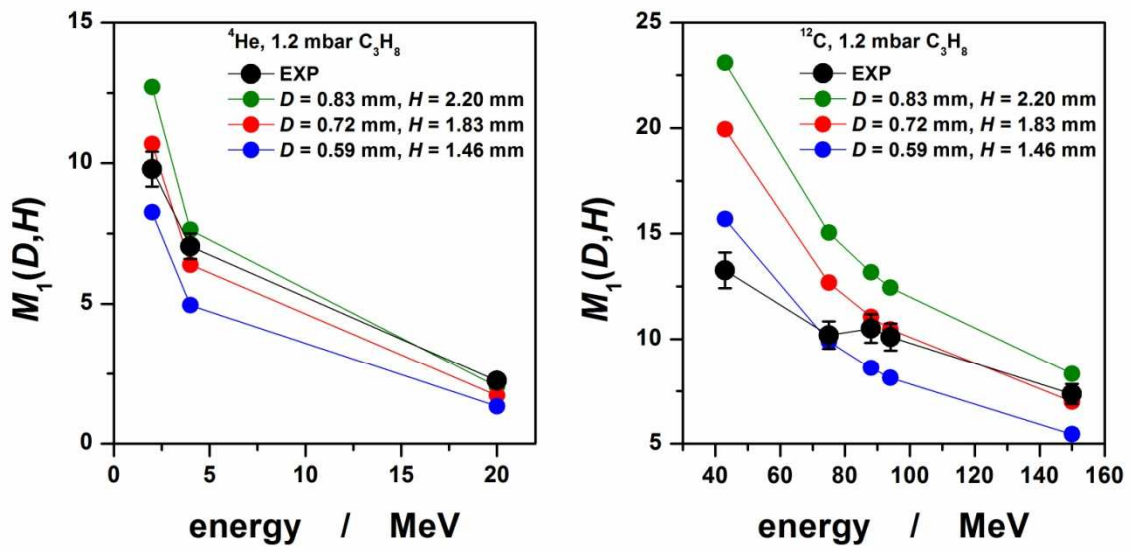 15
10
5
0
0
5
10
15
20
M₁(D,H)
energy / MeV
⁴He, 1.2 mbar C₃H₈
EXP
D = 0.83 mm, H = 2.20 mm
D = 0.72 mm, H = 1.83 mm
D = 0.59 mm, H = 1.46 mm
25
20
15
10
5
40
60
80
100
120
140
160
M₁(D,H)
energy / MeV
¹²C, 1.2 mbar C₃H₈
EXP
D = 0.83 mm, H = 2.20 mm
D = 0.72 mm, H = 1.83 mm
D = 0.59 mm, H = 1.46 mm